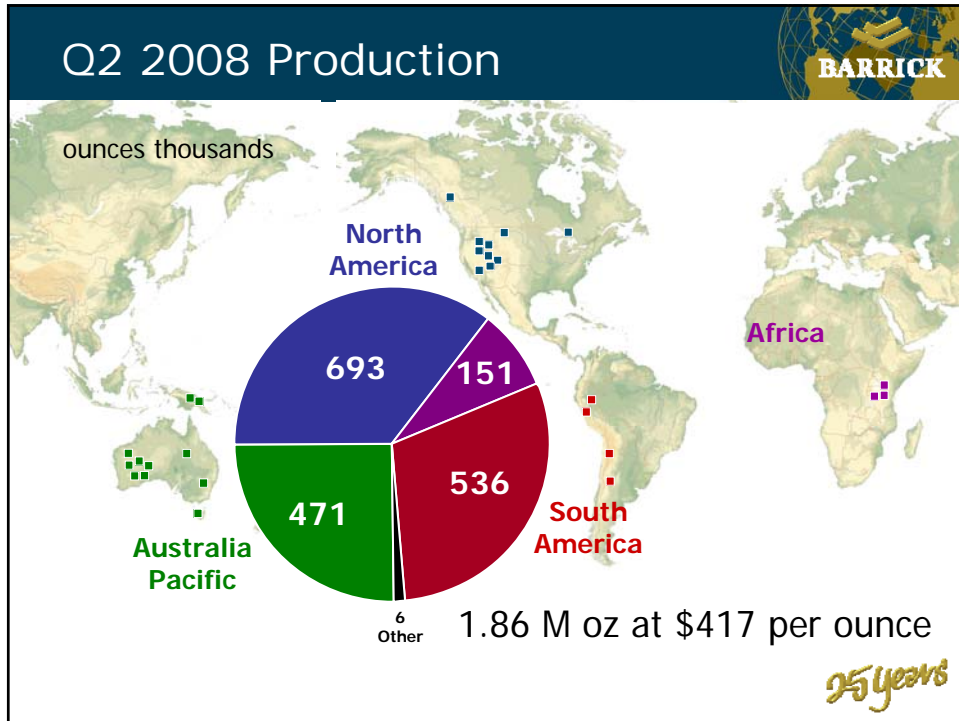 Q2 2008 Production
BARRICK
ounces thousands
North
America
Africa
693
151
536
471
South
America
Australia
Pacific
6
Other
1.86 M oz at $417 per ounce
25 years